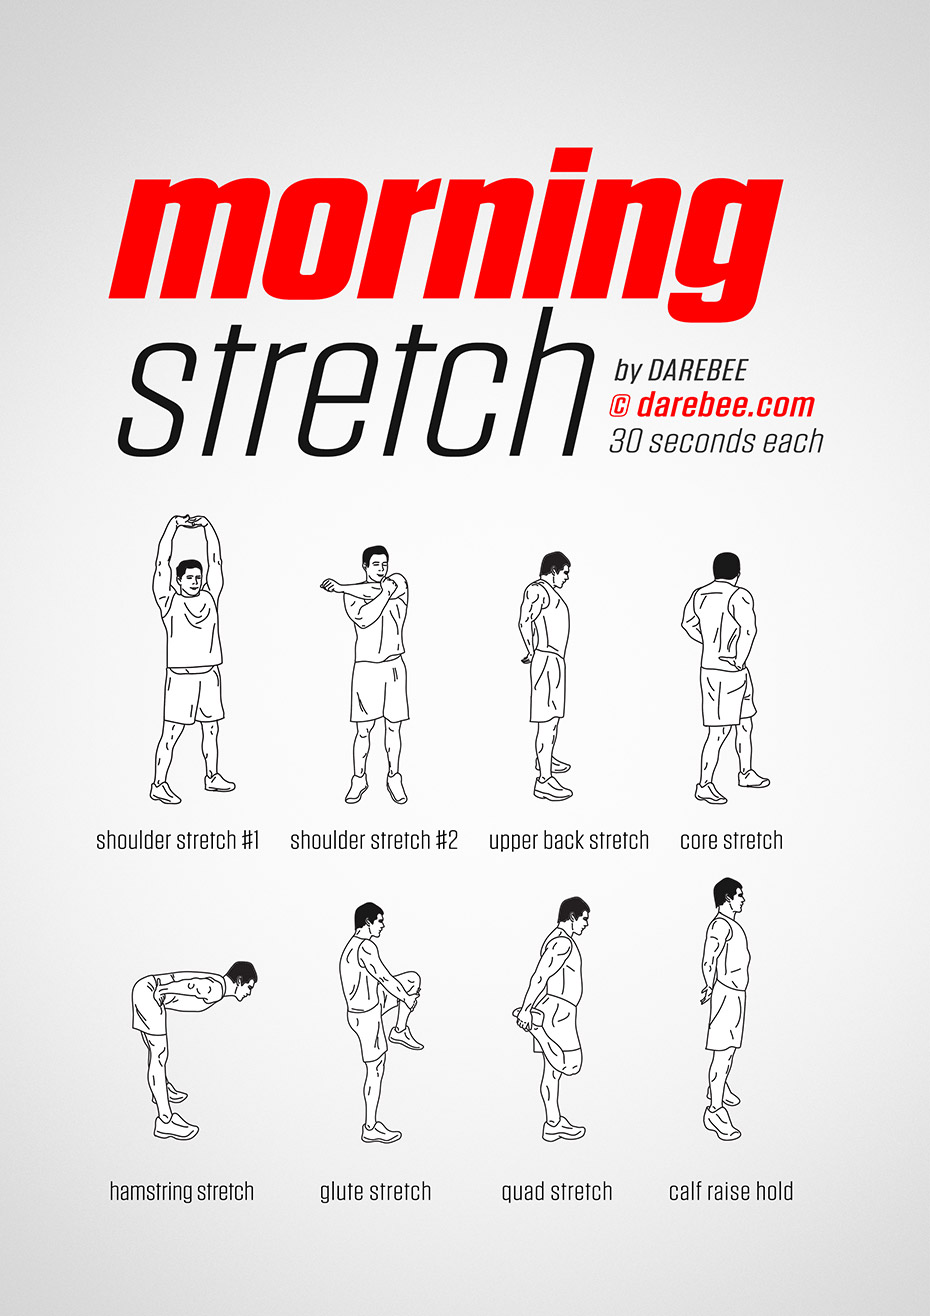 morning
stretch
by DAREBEE
© darebee.com
30 seconds each
shoulder stretch #1
shoulder stretch #2
upper back stretch
core stretch
hamstring stretch
glute stretch
quad stretch
calf raise hold